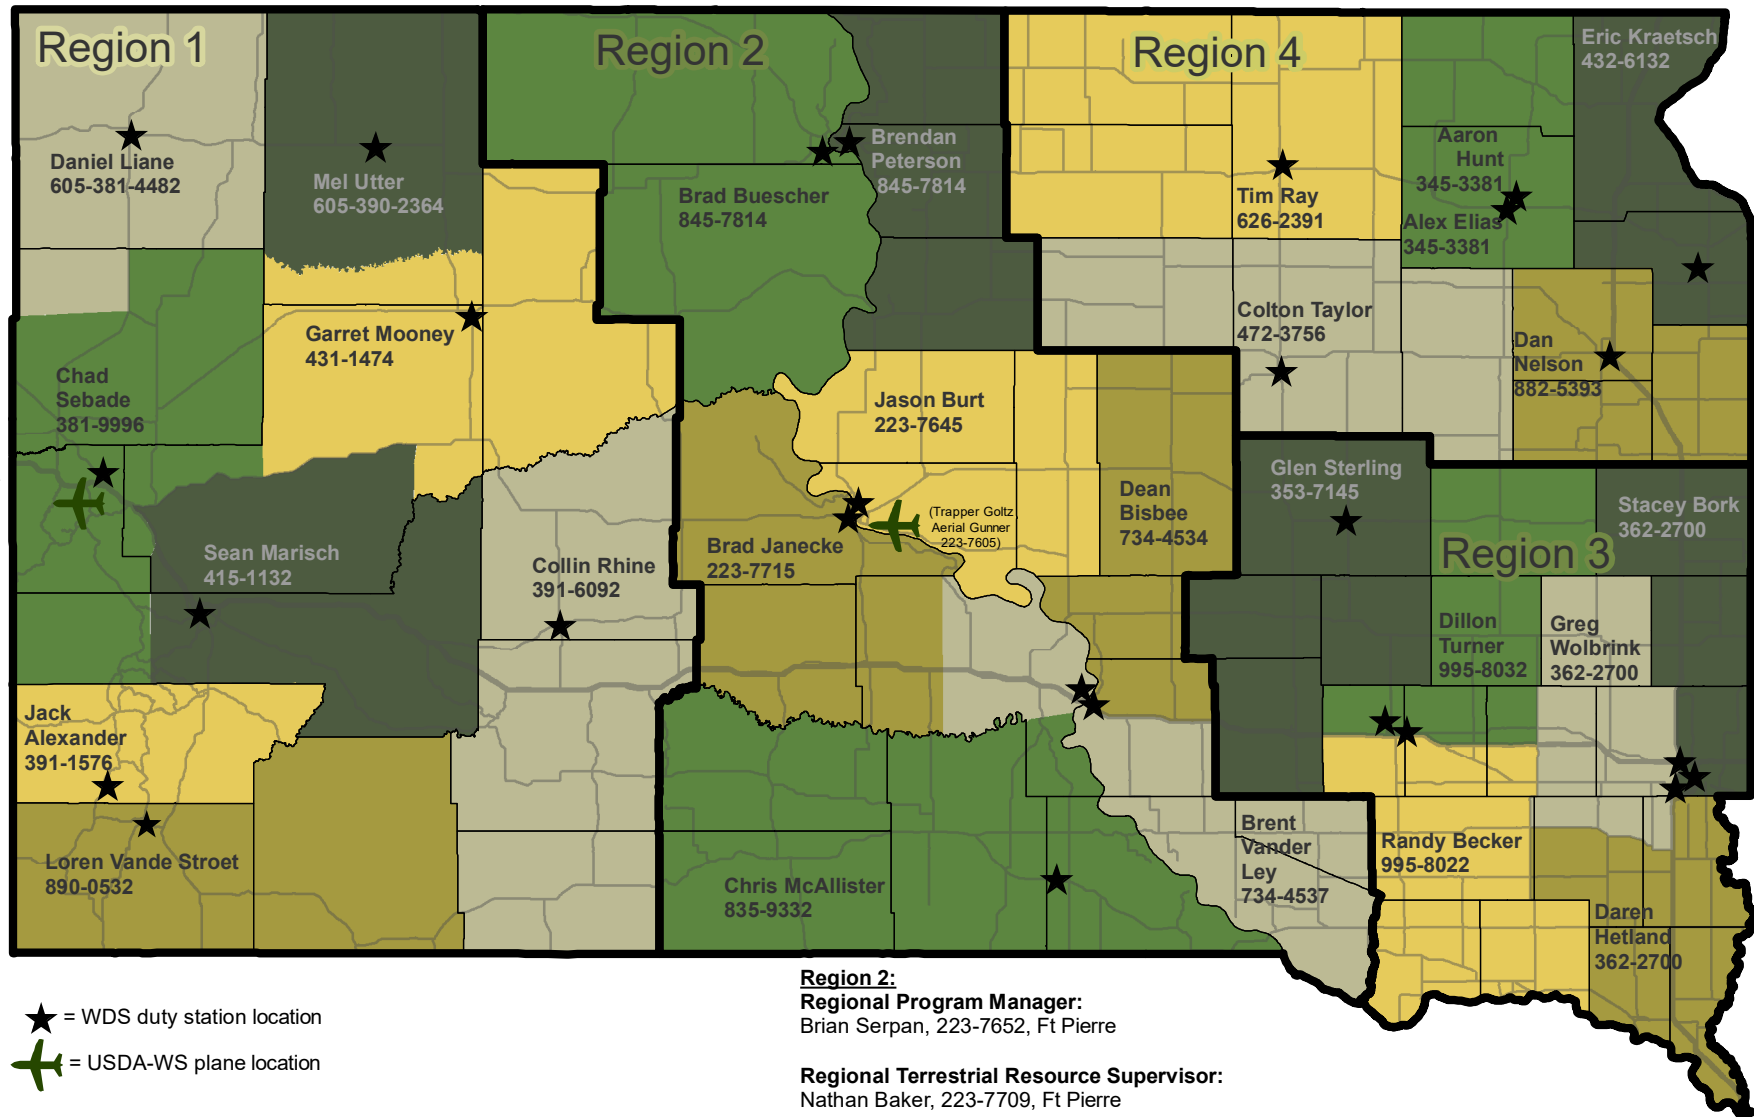 Region 1
Region 2
Region 4
Eric Kraetsch
432-6132
Daniel Liane
605-381-4482
Mel Utter
605-390-2364
Brendan
Peterson
845-7814
Brad Buescher
845-7814
Tim Ray
626-2391
Aaron
Hunt
345-3381
Alex Elias
345-3381
Garret Mooney
431-1474
Colton Taylor
472-3756
Dan
Nelson
882-5393
Chad
Sebade
381-9996
Jason Burt
223-7645
Glen Sterling
353-7145
Stacey Bork
362-2700
Dean
Bisbee
734-4534
(Trapper Goltz
Aerial Gunner
223-7605)
Region 3
Sean Marisch
415-1132
Collin Rhine
391-6092
Brad Janecke
223-7715
Dillon
Turner
995-8032
Greg
Wolbrink
362-2700
Jack
Alexander
391-1576
Loren Vande Stroet
890-0532
Chris McAllister
835-9332
Brent
Vander
Ley
734-4537
Randy Becker
995-8022
Daren
Hetland
362-2700
= WDS duty station location
= USDA-WS plane location
Region 2:
Regional Program Manager:
Brian Serpan, 223-7652, Ft Pierre
Regional Terrestrial Resource Supervisor:
Nathan Baker, 223-7709, Ft Pierre